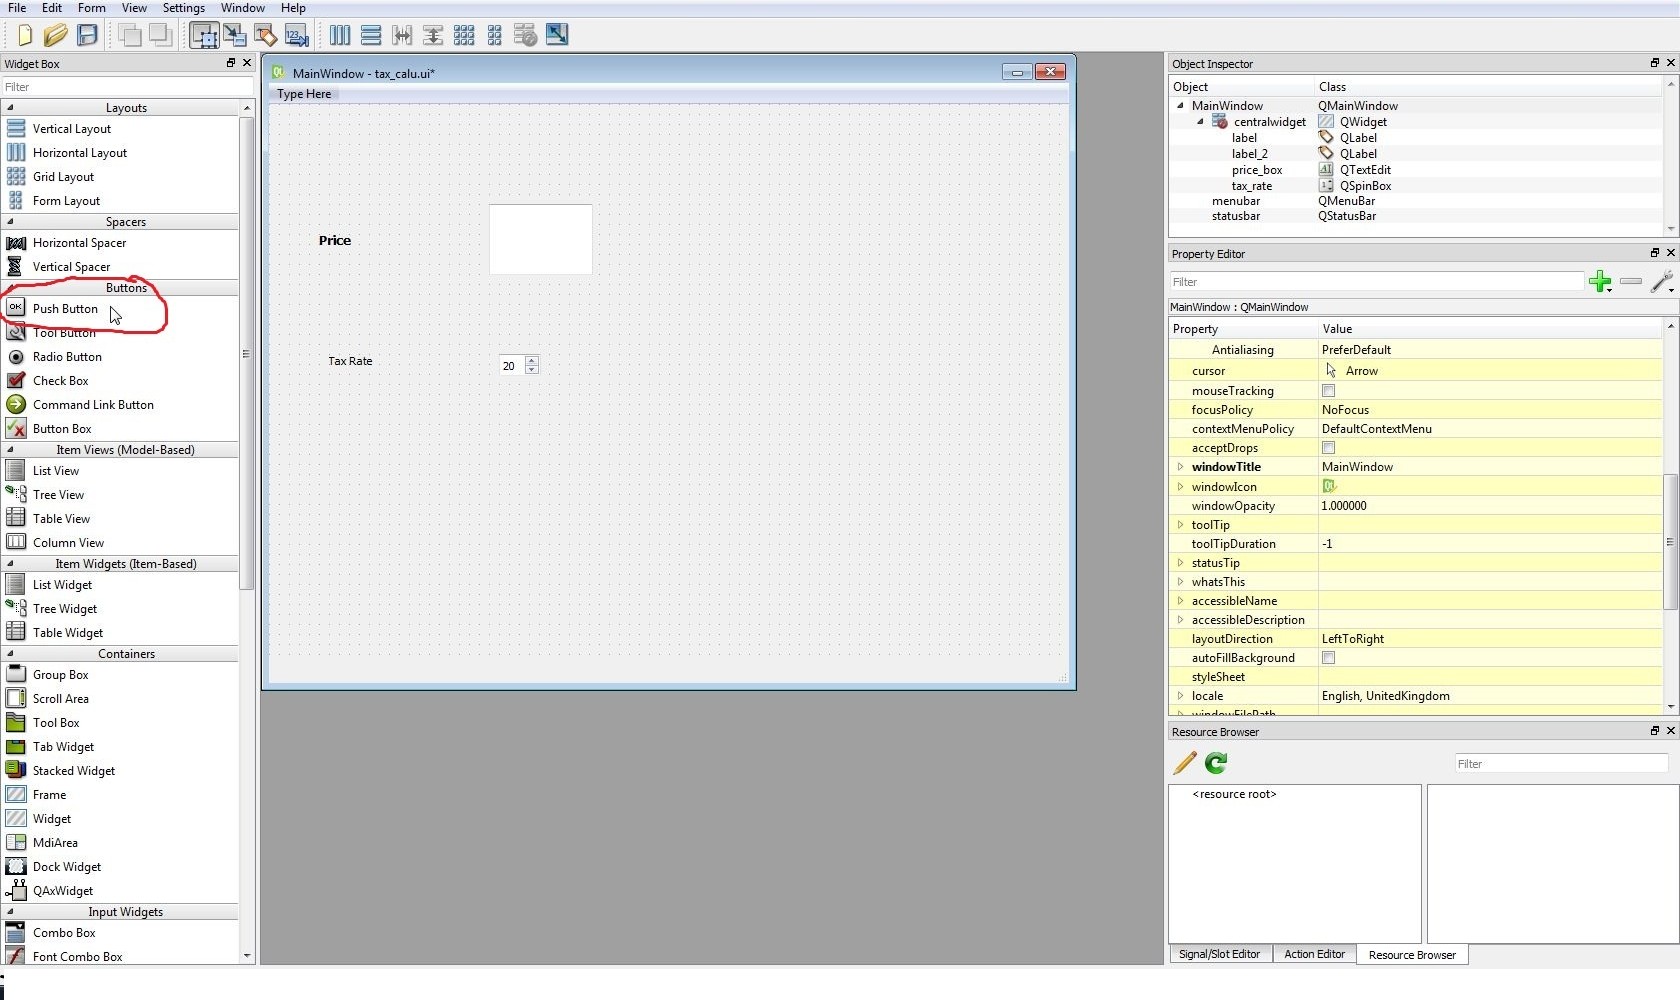 File Edit Form View Settings Window Help
123
Widget Box
Filter
Layouts
Vertical Layout
Horizontal Layout
Grid Layout
Form Layout
Spacers
Horizontal Spacer
Vertical Spacer
Buttons
OK Push Button
Tool Button
Radio Button
Check Box
Command Link Button
Button Box
Item Views (Model-Based)
List View
Tree View
Table View
Column View
Item Widgets (Item-Based)
List Widget
Tree Widget
Table Widget
Containers
Group Box
Scroll Area
Tool Box
Tab Widget
Stacked Widget
Frame
Widget
MdiArea
Dock Widget
QAxWidget
Input Widgets
Combo Box
Font Combo Box
MainWindow - tax_calu.ui*
Type Here
Price
Tax Rate
20
Object Inspector
Object Class
MainWindow QMainWindow
centralwidget QWidget
label QLabel
label_2 QLabel
price_box AI QTextEdit
tax_rate 1 QSpinBox
menubar QMenuBar
statusbar QStatusBar
Property Editor
Filter
MainWindow : QMainWindow
Property Value
Antialiasing PreferDefault
cursor Arrow
mouseTracking
focusPolicy NoFocus
contextMenuPolicy DefaultContextMenu
acceptDrops
windowTitle MainWindow
windowIcon
windowOpacity 1.000000
toolTip
toolTipDuration -1
statusTip
whatsThis
accessibleName
accessibleDescription
layoutDirection LeftToRight
autoFillBackground
styleSheet
locale English, UnitedKingdom
windowFilePath
Resource Browser
Filter
<resource root>
Signal/Slot Editor Action Editor Resource Browser